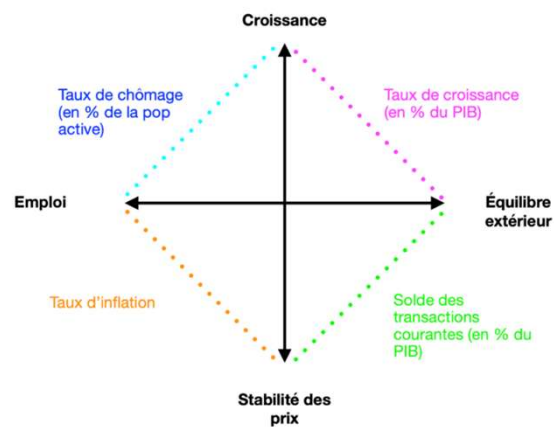 Croissance
Taux de chômage
(en % de la pop
active)
Taux de croissance
(en % du PIB)
Emploi
Équilibre
extérieur
Taux d'inflation
Solde des
transactions
courantes (en % du
PIB)
Stabilité des
prix